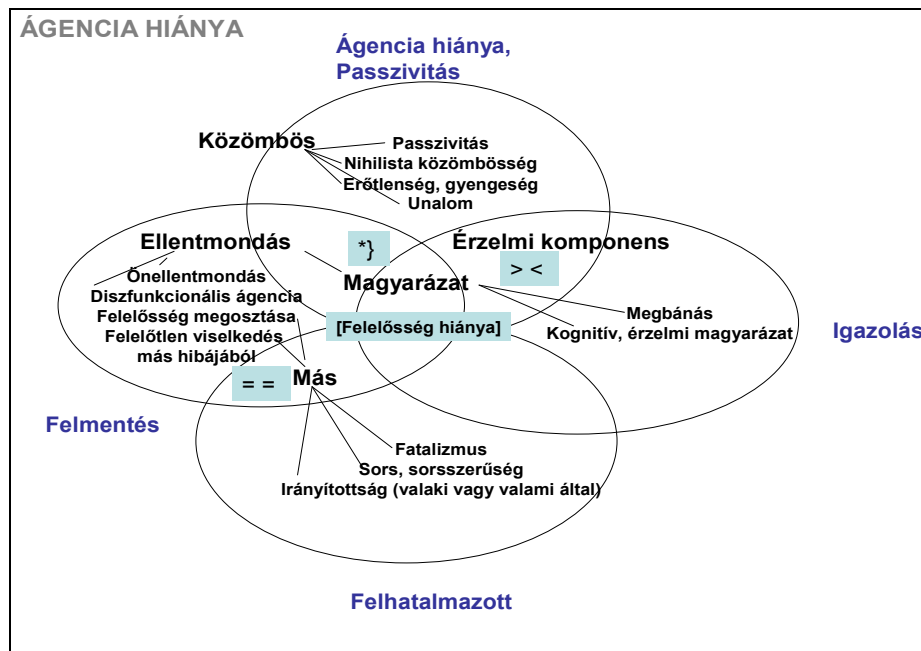 ÁGENCIA HIÁNYA
Ágencia hiánya,
Passzivitás
Közömbös
Passzivitás
Nihilista közömbösség
Erőtlenség, gyengeség
Unalom
Ellentmondás
*}
Érzelmi komponens
> <
Önellentmondás
Magyarázat
Diszfunkcionális ágencia
Felelősség megosztása
Megbánás
[Felelősség hiánya]
Kognitív, érzelmi magyarázat
Igazolás
Felelőtlen viselkedés
más hibájából
= =
Más
Felmentés
Fatalizmus
Sors, sorsszerűség
Irányítottság (valaki vagy valami által)
Felhatalmazott